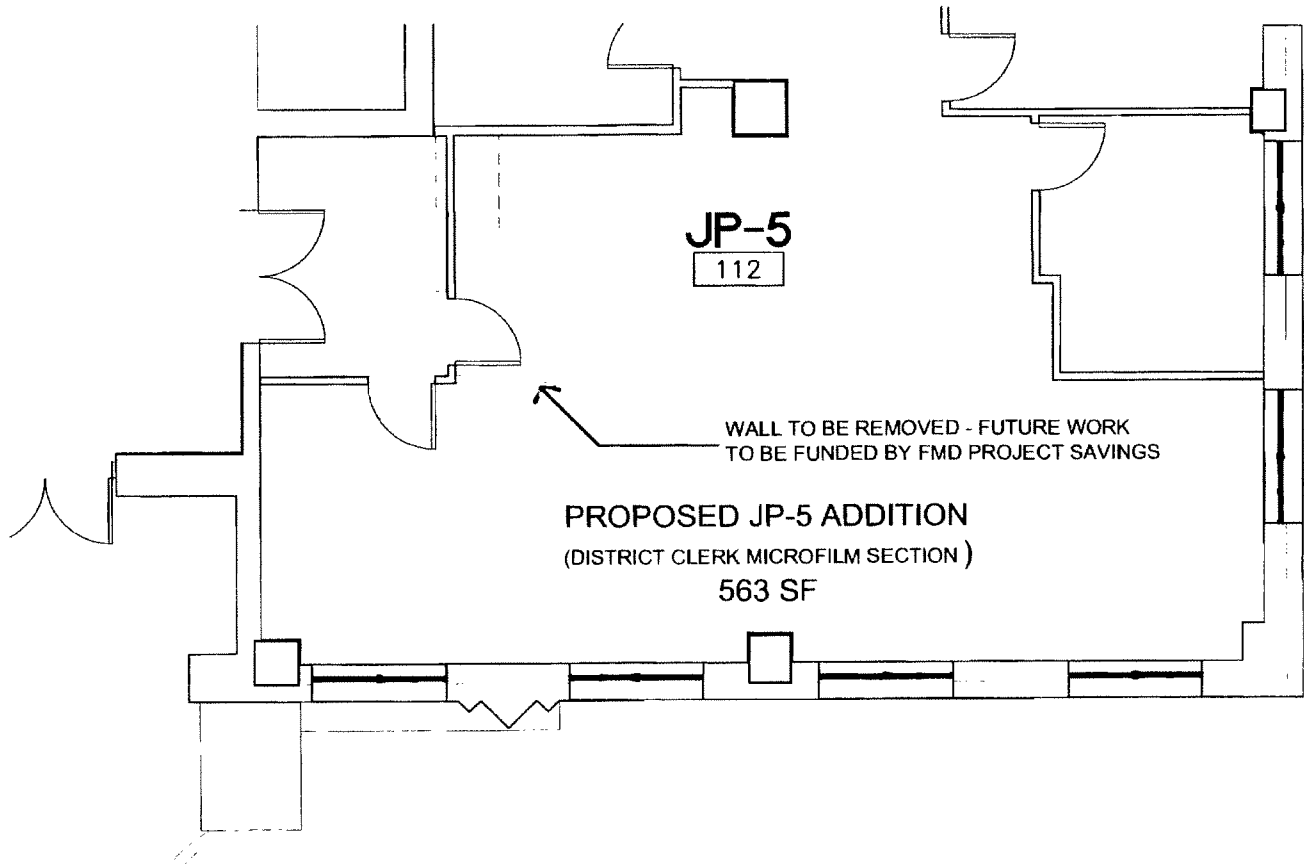 JP-5
112
WALL TO BE REMOVED - FUTURE WORK
TO BE FUNDED BY FMD PROJECT SAVINGS
PROPOSED JP-5 ADDITION
(DISTRICT CLERK MICROFILM SECTION )
563 SF